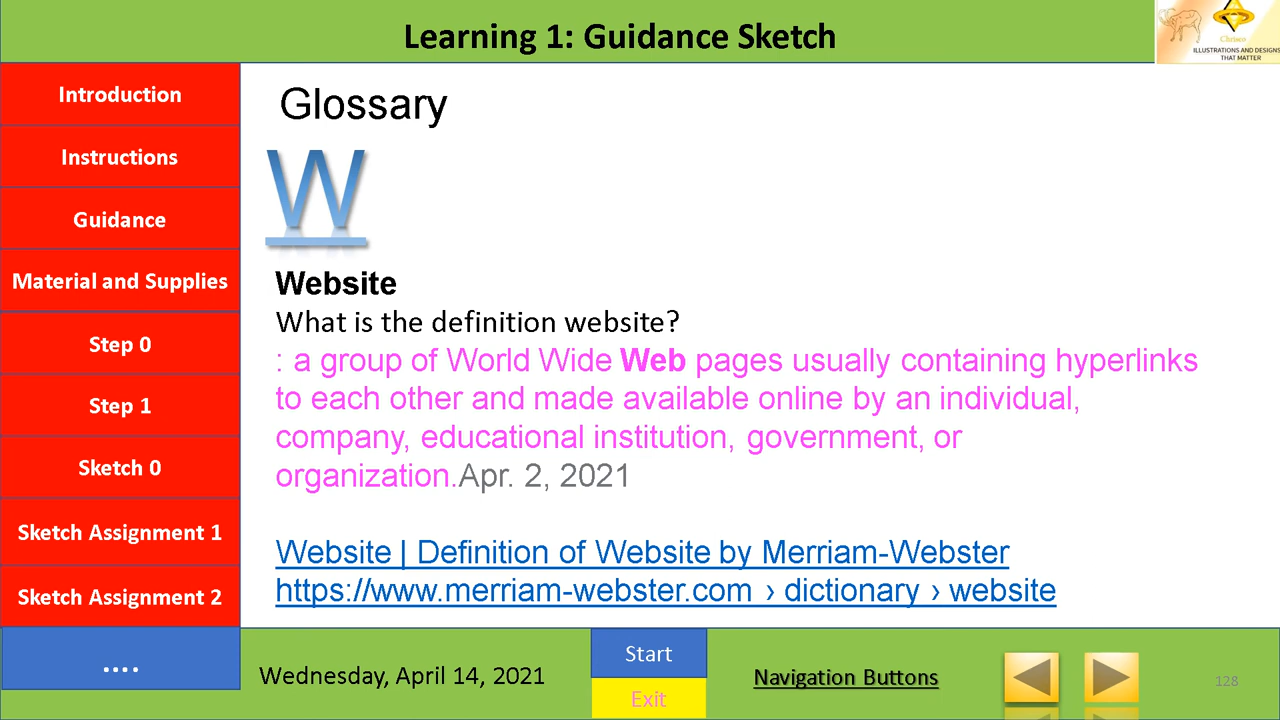 Learning 1: Guidance Sketch
Chrisco
ILLUSTRATIONS AND DESIGNS
THAT MATTER
Introduction
Instructions
Guidance
Material and Supplies
Step 0
Step 1
Sketch 0
Sketch Assignment 1
Sketch Assignment 2
....
Glossary
W
Website
What is the definition website?
: a group of World Wide Web pages usually containing hyperlinks
to each other and made available online by an individual,
company, educational institution, government, or
organization.Apr. 2, 2021
Website | Definition of Website by Merriam-Webster
https://www.merriam-webster.com › dictionary › website
Wednesday, April 14, 2021
Start
Exit
Navigation Buttons
128